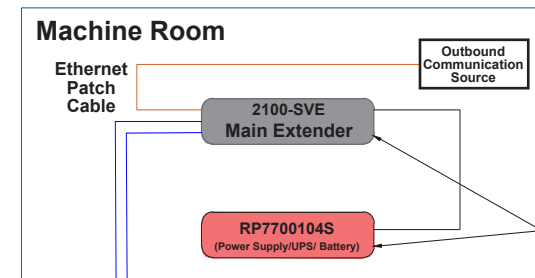 Machine Room
Ethernet
Patch
Cable
Outbound
Communication
Source
2100-SVE
Main Extender
RP7700104S
(Power Supply/UPS/ Battery)